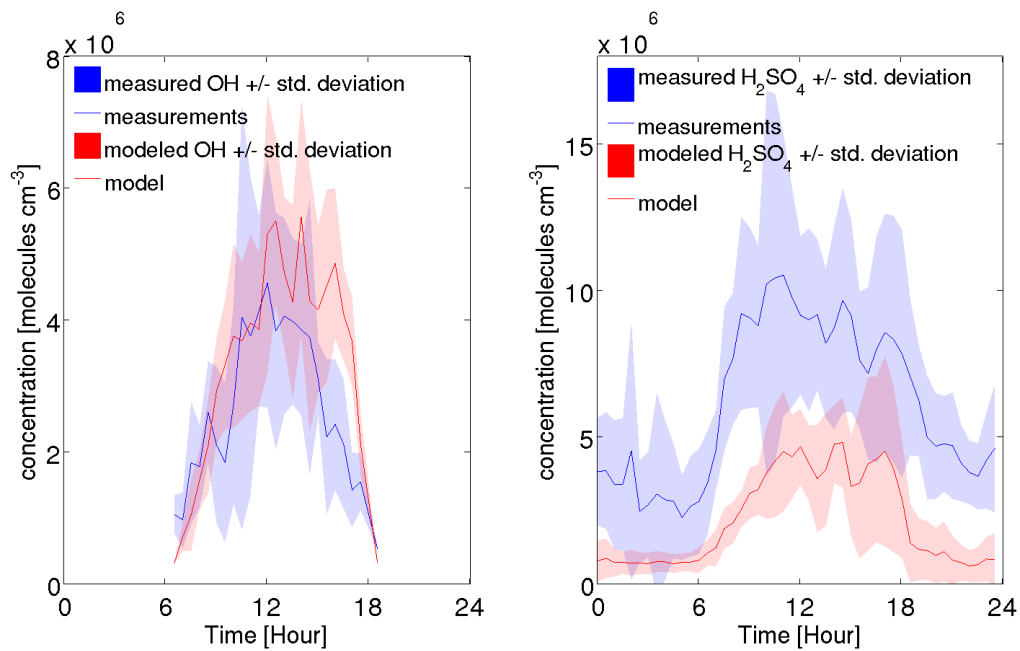 6
x 10
8
6
4
2
0
measured OH +/- std. deviation
measurements
modeled OH +/- std. deviation
model
concentration [molecules cm-3]
0 6 12 18 24
Time [Hour]
6
x 10
15
10
5
0
measured H2SO4 +/- std. deviation
measurements
modeled H2SO4 +/- std. deviation
model
concentration [molecules cm-3]
0 6 12 18 24
Time [Hour]